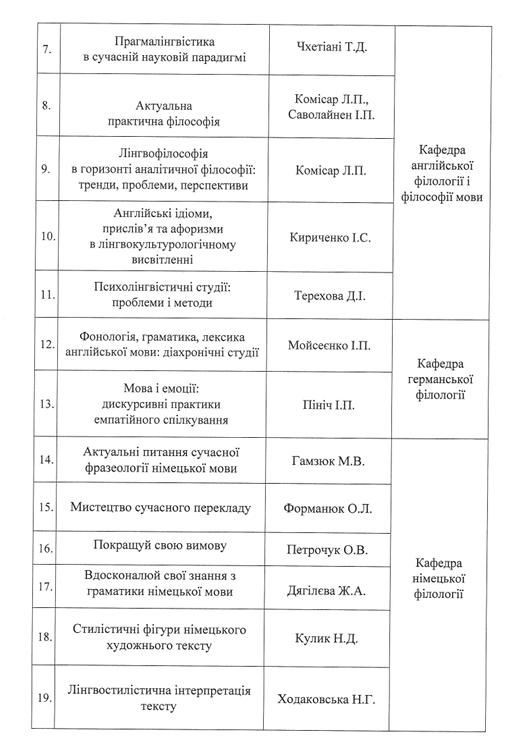 7.
Прагмалінгвістика
в сучасній науковій парадигмі
Чхетіані Т.Д.
8.
Актуальна
практична філософія
Комісар Л.П.,
Саволайнен І.П.
9.
Лінгвофілософія
в горизонті аналітичної філософії:
тренди, проблеми, перспективи
Комісар Л.П.
10.
Англійські ідіоми,
прислів’я та афоризми
в лінгвокультурологічному
висвітленні
Кириченко І.С.
11.
Психолінгвістичні студії:
проблеми і методи
Терехова Д.І.
Кафедра
англійської
філології і
філософії мови
12.
Фонологія, граматика, лексика
англійської мови: діахронічні студії
Мойсеєнко І.П.
13.
Мова і емоції:
дискурсивні практики
емпатійного спілкування
Пініч І.П.
Кафедра
германської
філології
14.
Актуальні питання сучасної
фразеології німецької мови
Гамзюк М.В.
15.
Мистецтво сучасного перекладу
Форманюк О.Л.
16.
Покращуй свою вимову
Петрочук О.В.
17.
Вдосконалюй свої знання з
граматики німецької мови
Дягілєва Ж.А.
18.
Стилістичні фігури німецького
художнього тексту
Кулик Н.Д.
19.
Лінгвостилістична інтерпретація
тексту
Ходаковська Н.Г.
Кафедра
німецької
філології